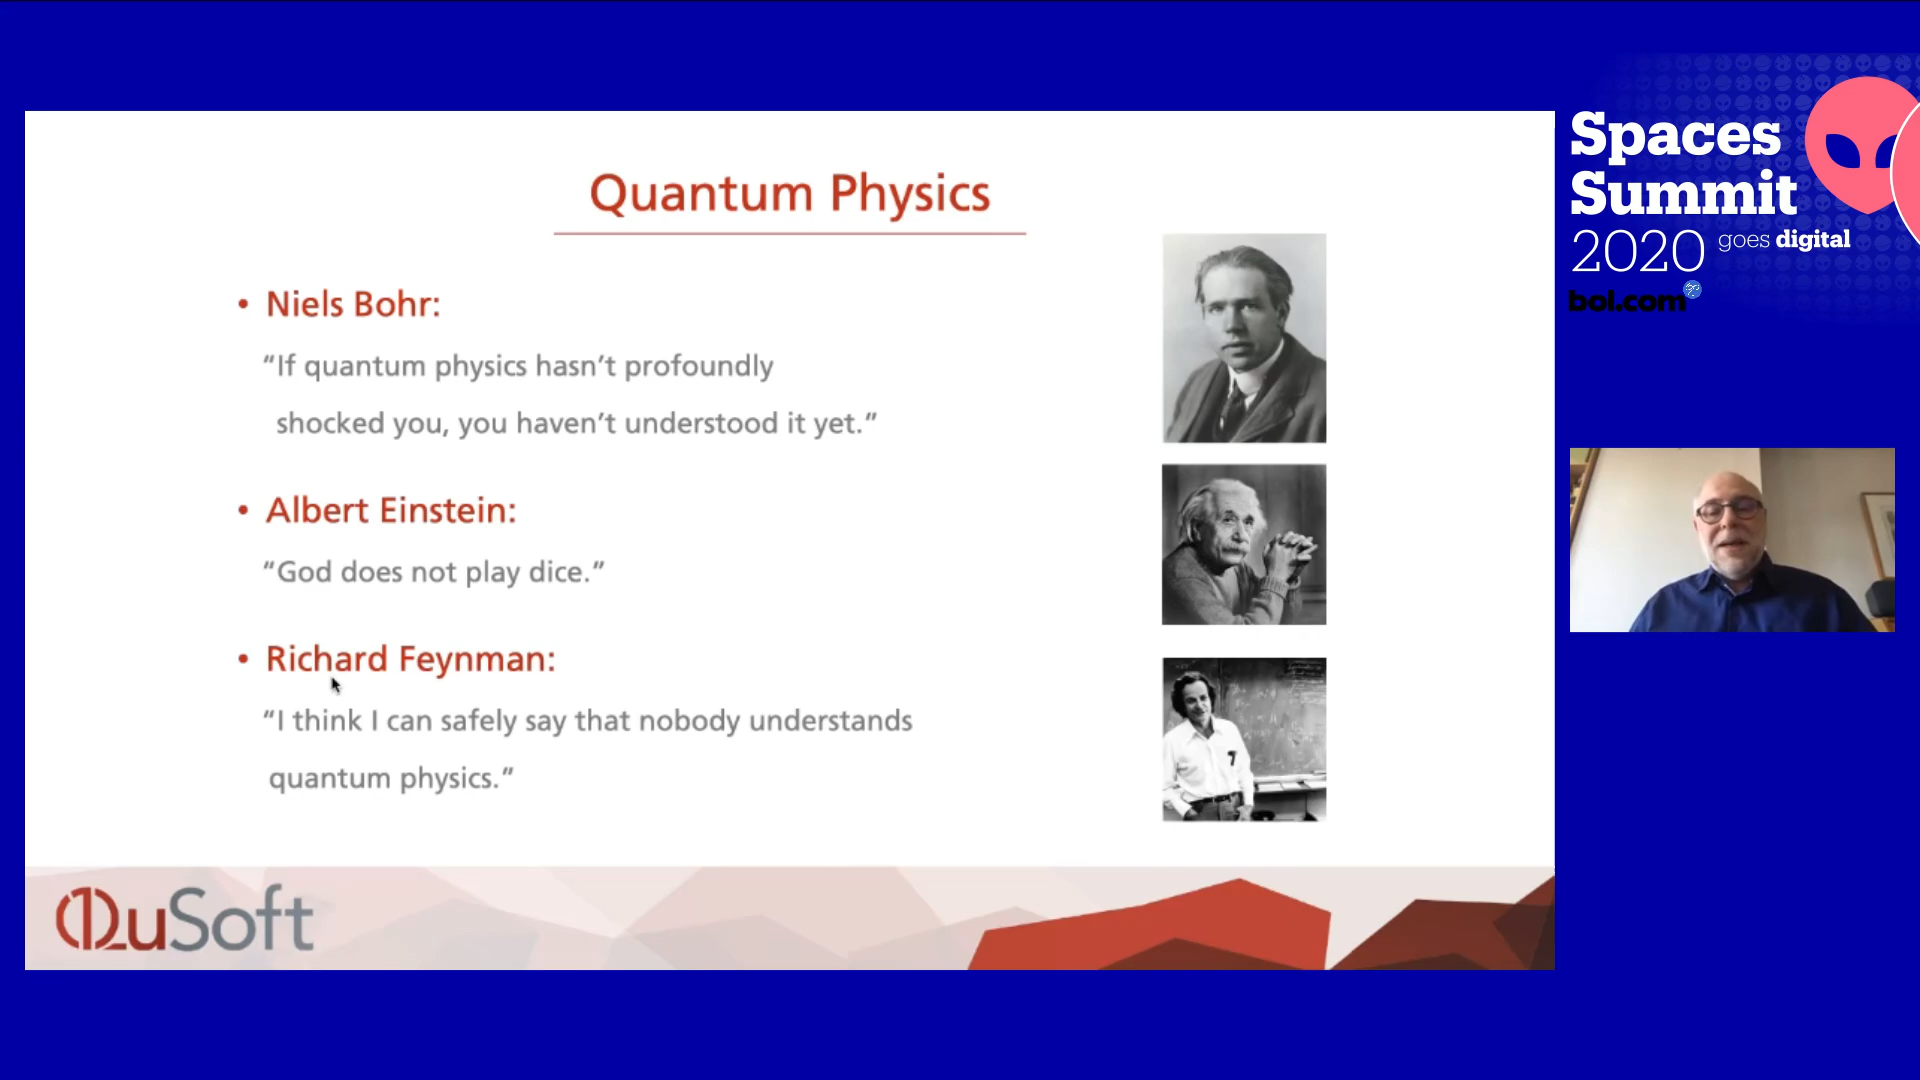 Quantum Physics
• Niels Bohr:
“If quantum physics hasn’t profoundly
shocked you, you haven’t understood it yet.”
• Albert Einstein:
“God does not play dice.”
• Richard Feynman:
“I think I can safely say that nobody understands
quantum physics.”
QuSoft
Spaces
Summit
2020 goes digital
bol.com